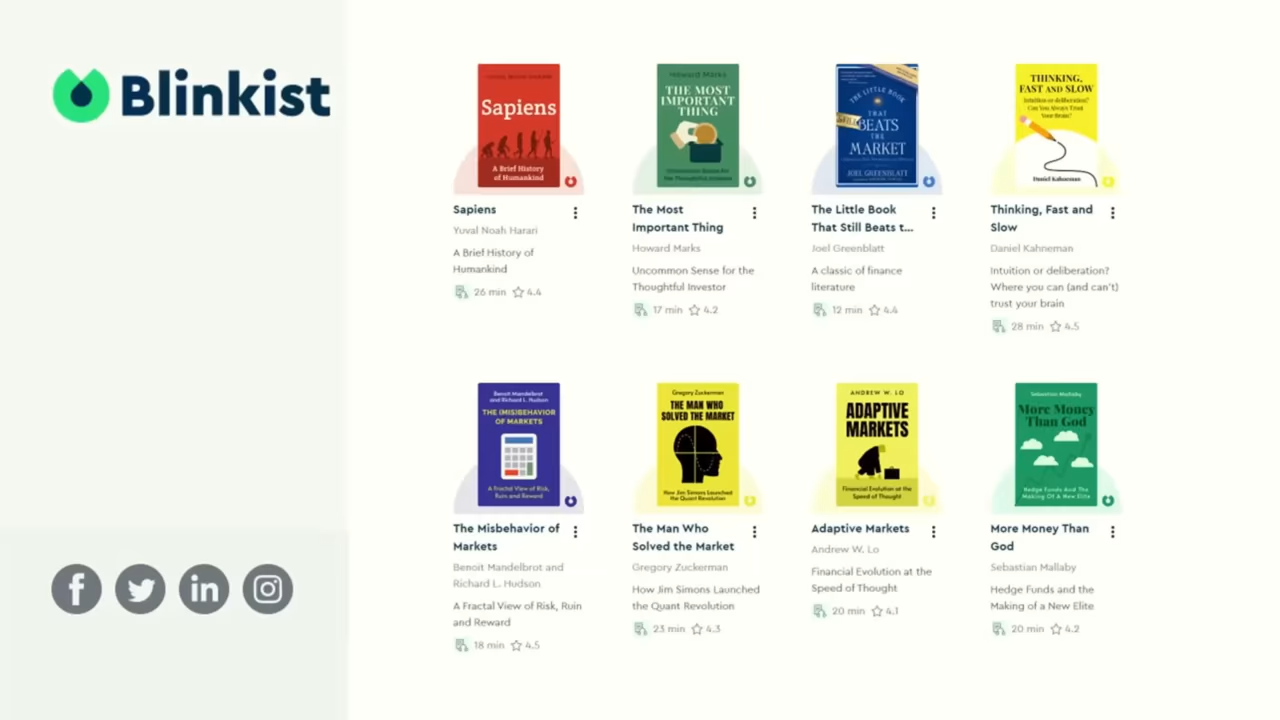 Blinkist
Sapiens
A Brief History
of Humankind
Howard Marks
THE MOST
IMPORTANT
THING
THE LITTLE BOOK
THAT
BEATS
THE
MARKET
JOEL GREENBLATT
THINKING,
FAST AND SLOW
Intuition or deliberation?
Can You Always Trust
Your Brain?
Daniel Kahneman
Sapiens
Yuval Noah Harari
A Brief History of
Humankind
26 min 4.4
The Most
Important Thing
Howard Marks
Uncommon Sense for the
Thoughtful Investor
17 min 4.2
The Little Book
That Still Beats t...
Joel Greenblatt
A classic of finance
literature
12 min 4.4
Thinking, Fast and
Slow
Daniel Kahneman
Intuition or deliberation?
Where you can (and can't)
trust your brain
28 min 4.5
Benoit Mandelbrot
and Richard L. Hudson
THE (MIS)BEHAVIOR
OF MARKETS
A Fractal View of Risk,
Ruin and Reward
Gregory Zuckerman
THE MAN WHO
SOLVED THE MARKET
How Jim Simons Launched
the Quant Revolution
ANDREW W. LO
ADAPTIVE
MARKETS
Financial Evolution at the
Speed of Thought
Sebastian Mallaby
More Money
Than God
Hedge Funds And The
Making Of A New Elite
The Misbehavior of
Markets
Benoit Mandelbrot and
Richard L. Hudson
A Fractal View of Risk, Ruin
and Reward
18 min 4.5
The Man Who
Solved the Market
Gregory Zuckerman
How Jim Simons Launched
the Quant Revolution
23 min 4.3
Adaptive Markets
Andrew W. Lo
Financial Evolution at the
Speed of Thought
20 min 4.1
More Money Than
God
Sebastian Mallaby
Hedge Funds and the
Making of a New Elite
20 min 4.2